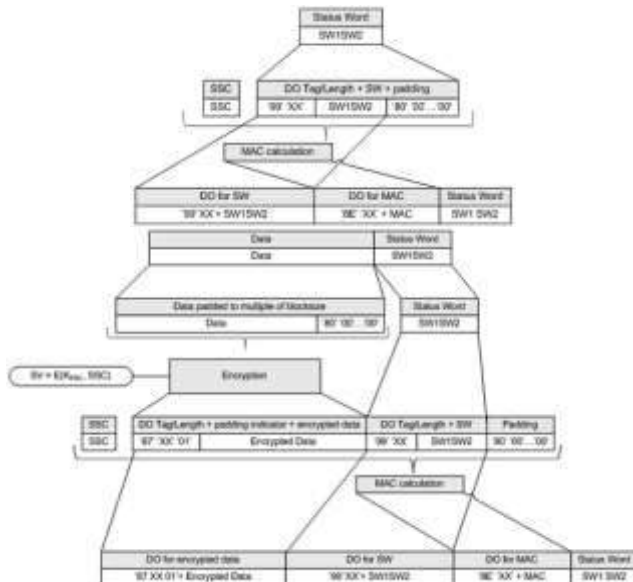 Status Word
SW1SW2
SSC DO Tag/Length + SW + padding
SSC '99' 'XX' SW1SW2 '80' '00'...'00'
MAC calculation
DO for SW DO for MAC Status Word
'99' 'XX' + SW1SW2 '8E' 'XX' + MAC SW1 SW2
Data Status Word
Data SW1SW2
Data padded to multiple of blocksize Status Word
Data '80' '00'...'00' SW1SW2
Encryption
SSC DO Tag/Length + padding indicator + encrypted data DO Tag/Length + SW Padding
SSC '87' 'XX' '01' Encrypted Data '99' 'XX' SW1SW2 '80' '00'...'00'
MAC calculation
DO for encrypted data DO for SW DO for MAC Status Word
'87 XX 01'+ Encrypted Data '99' 'XX'+ SW1SW2 '8E' 'XX' + MAC SW1 SW2